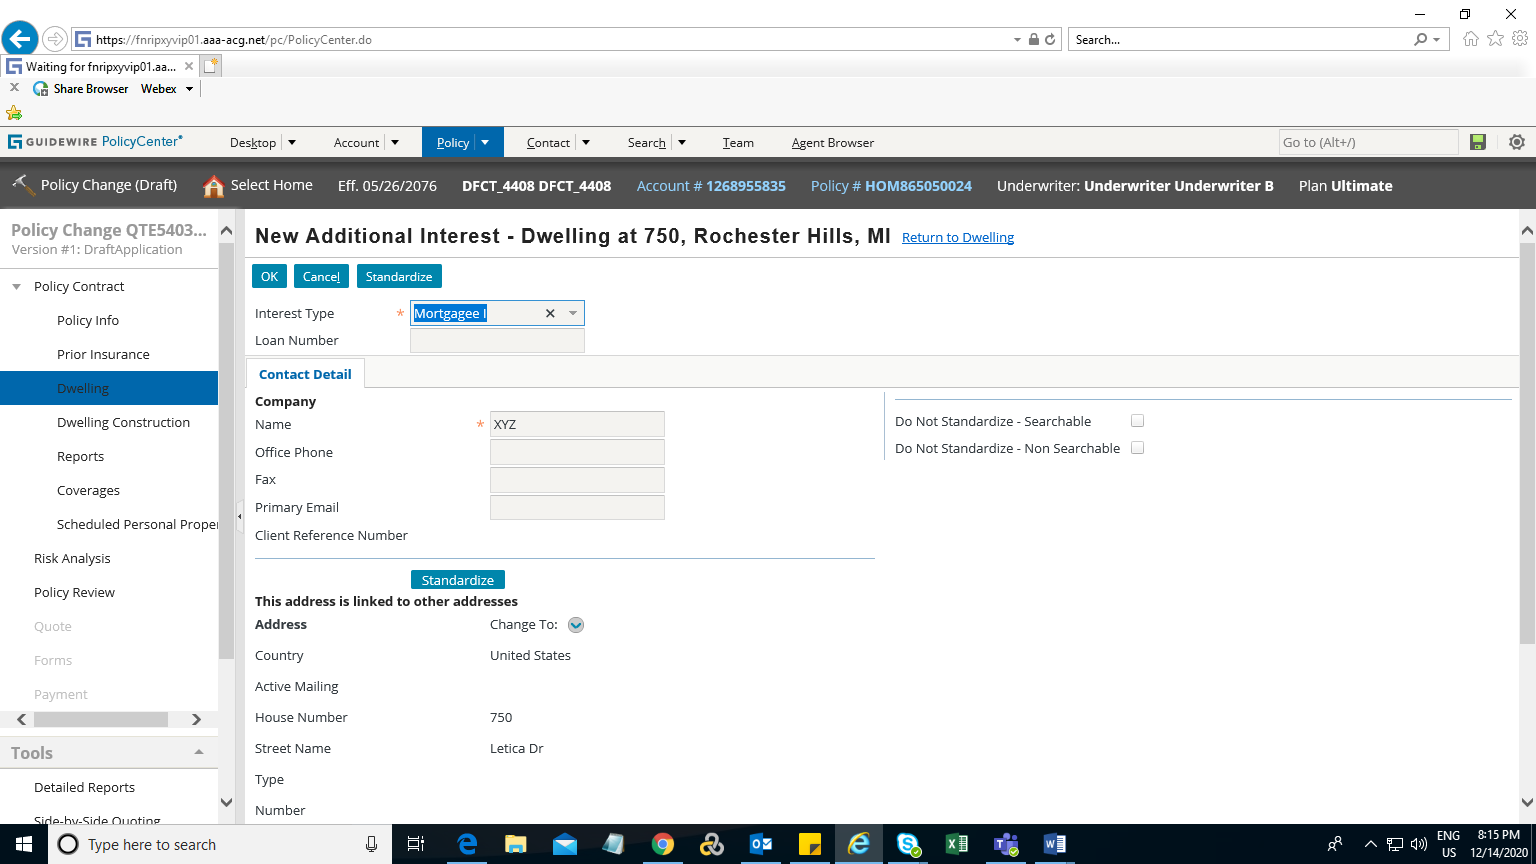 https://fnripxyvip01.aaa-acg.net/pc/PolicyCenter.do
Search...
Waiting for fnripxyvip01.aa...
x Share Browser Webex
GUIDEWIRE PolicyCenter®
Desktop Account Policy Contact Search Team Agent Browser
Go to (Alt+/)
Policy Change (Draft) Select Home Eff. 05/26/2076 DFCT_4408 DFCT_4408 Account # 1268955835 Policy # HOM865050024 Underwriter: Underwriter Underwriter B Plan Ultimate
Policy Change QTE5403...
Version #1: DraftApplication
Policy Contract
Policy Info
Prior Insurance
Dwelling
Dwelling Construction
Reports
Coverages
Scheduled Personal Proper
Risk Analysis
Policy Review
Quote
Forms
Payment
Tools
Detailed Reports
Side-by-Side Quoting
New Additional Interest - Dwelling at 750, Rochester Hills, MI Return to Dwelling
OK Cancel Standardize
Interest Type * Mortgagee I
Loan Number
Contact Detail
Company
Name * XYZ
Office Phone
Fax
Primary Email
Client Reference Number
Do Not Standardize - Searchable
Do Not Standardize - Non Searchable
Standardize
This address is linked to other addresses
Address Change To:
Country United States
Active Mailing
House Number 750
Street Name Letica Dr
Type
Number
Type here to search
ENG
US
8:15 PM
12/14/2020